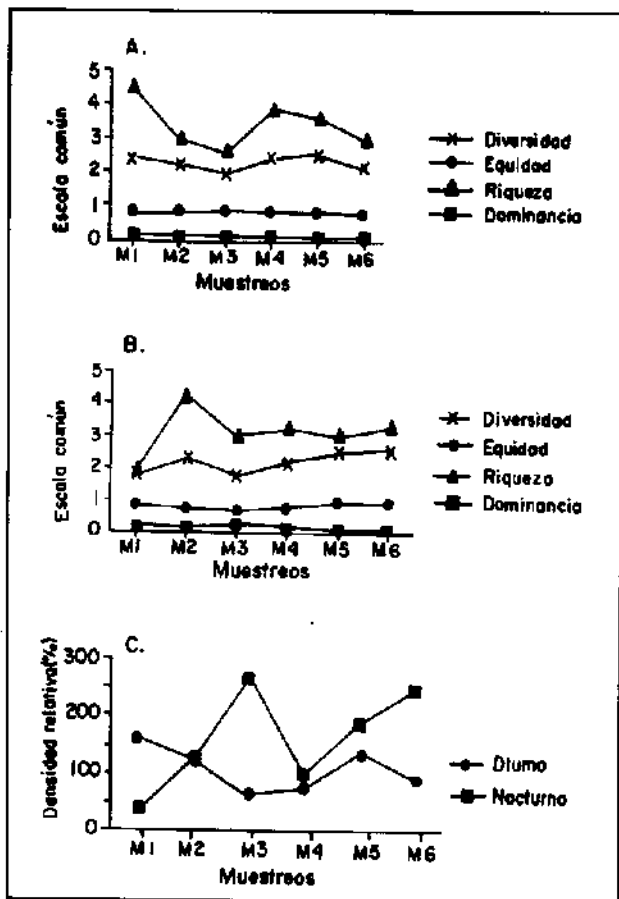 A.
5
4
3
2
1
0
Escala común
M1 M2 M3 M4 M5 M6
Muestreos
Diversidad
Equidad
Riqueza
Dominancia
B.
5
4
3
2
1
0
Escala común
M1 M2 M3 M4 M5 M6
Muestreos
Diversidad
Equidad
Riqueza
Dominancia
C.
300
200
100
0
Densidad relativa(%)
M1 M2 M3 M4 M5 M6
Muestreos
Diurno
Nocturno